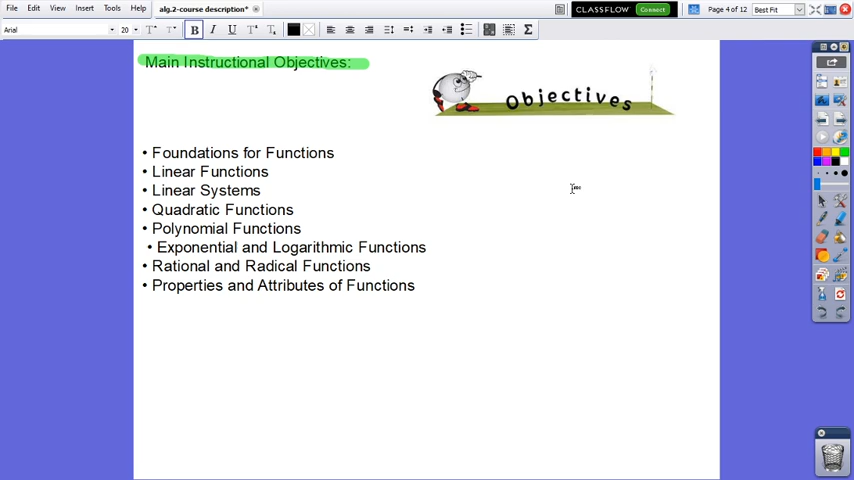 File Edit View Insert Tools Help
alg.2-course description*
CLASSFLOW Connect
Page 4 of 12
Best Fit
Arial
20
B I U
Main Instructional Objectives:
Objectives
• Foundations for Functions
• Linear Functions
• Linear Systems
• Quadratic Functions
• Polynomial Functions
• Exponential and Logarithmic Functions
• Rational and Radical Functions
• Properties and Attributes of Functions